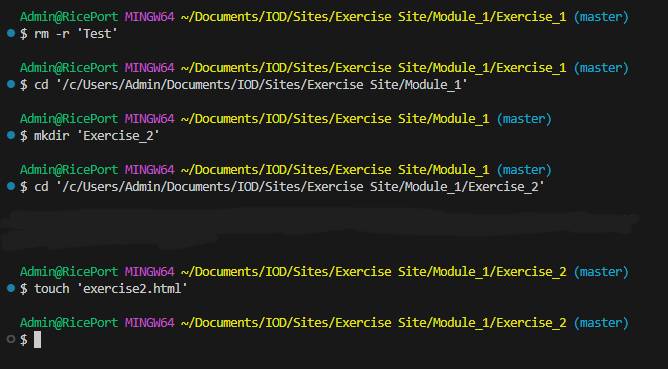 Admin@RicePort MINGW64 ~/Documents/IOD/Sites/Exercise Site/Module_1/Exercise_1 (master)
$ rm -r 'Test'
Admin@RicePort MINGW64 ~/Documents/IOD/Sites/Exercise Site/Module_1/Exercise_1 (master)
$ cd '/c/Users/Admin/Documents/IOD/Sites/Exercise Site/Module_1'
Admin@RicePort MINGW64 ~/Documents/IOD/Sites/Exercise Site/Module_1 (master)
$ mkdir 'Exercise_2'
Admin@RicePort MINGW64 ~/Documents/IOD/Sites/Exercise Site/Module_1 (master)
$ cd '/c/Users/Admin/Documents/IOD/Sites/Exercise Site/Module_1/Exercise_2'
Admin@RicePort MINGW64 ~/Documents/IOD/Sites/Exercise Site/Module_1/Exercise_2 (master)
$ touch 'exercise2.html'
Admin@RicePort MINGW64 ~/Documents/IOD/Sites/Exercise Site/Module_1/Exercise_2 (master)
$